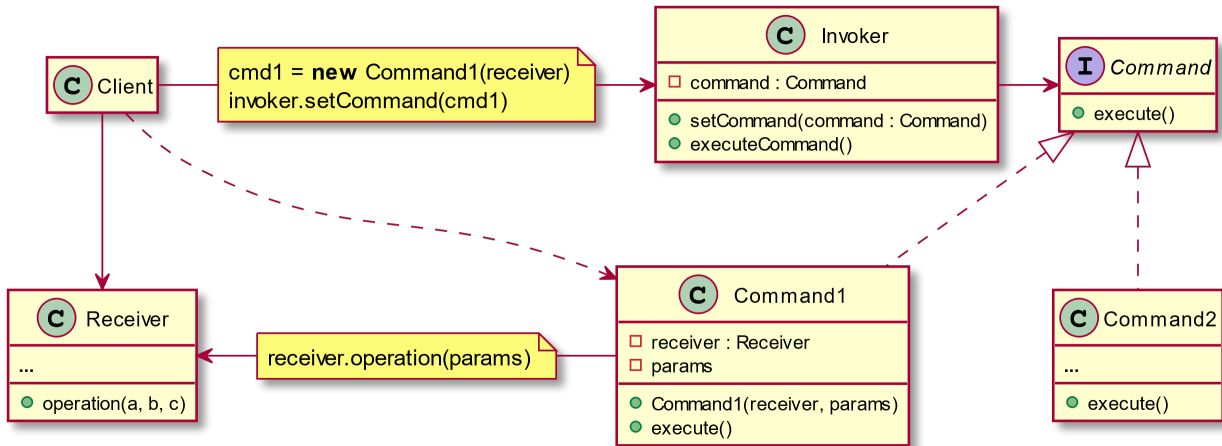 C Client
cmd1 = new Command1(receiver)
invoker.setCommand(cmd1)
C Invoker
command : Command
setCommand(command : Command)
executeCommand()
I Command
execute()
C Receiver
...
operation(a, b, c)
receiver.operation(params)
C Command1
receiver : Receiver
params
Command1(receiver, params)
execute()
C Command2
...
execute()